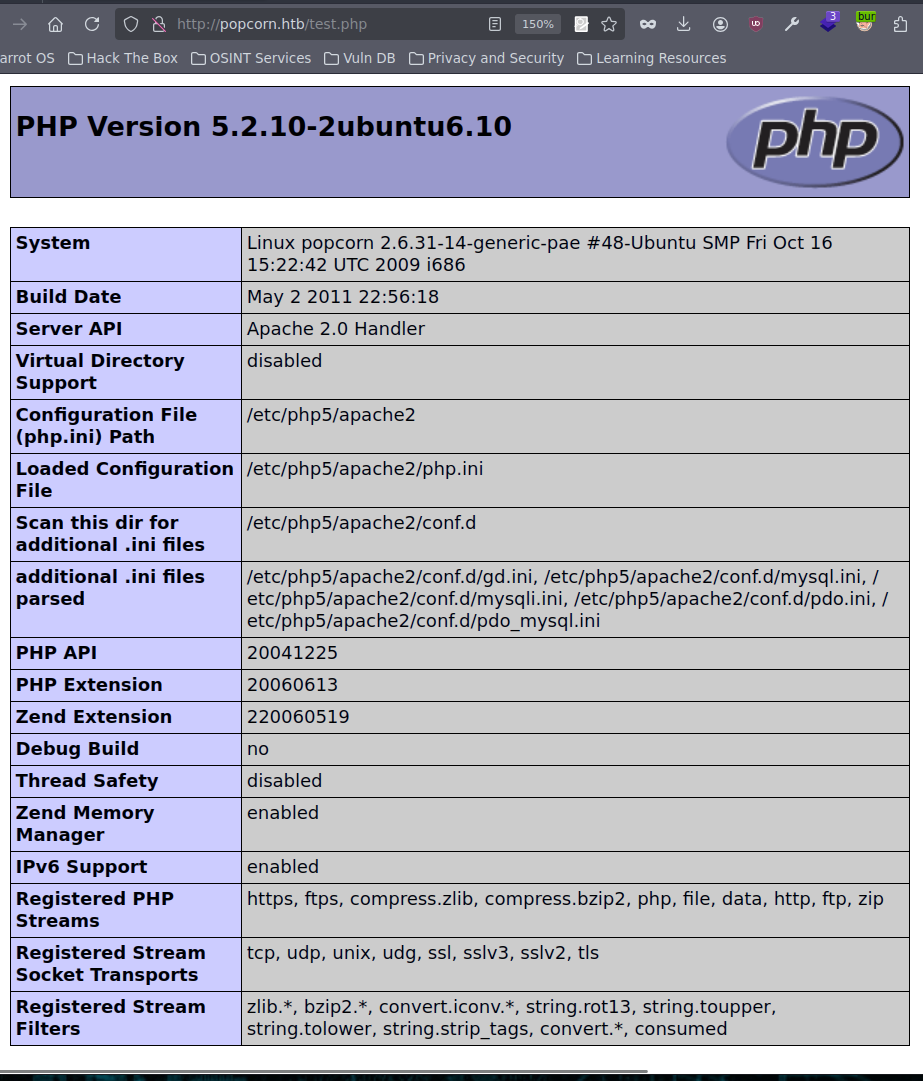 http://popcorn.htb/test.php 150% 3 bur
arrot OS Hack The Box OSINT Services Vuln DB Privacy and Security Learning Resources
PHP Version 5.2.10-2ubuntu6.10 php
System Linux popcorn 2.6.31-14-generic-pae #48-Ubuntu SMP Fri Oct 16
15:22:42 UTC 2009 i686
Build Date May 2 2011 22:56:18
Server API Apache 2.0 Handler
Virtual Directory disabled
Support
Configuration File /etc/php5/apache2
(php.ini) Path
Loaded Configuration /etc/php5/apache2/php.ini
File
Scan this dir for /etc/php5/apache2/conf.d
additional .ini files
additional .ini files /etc/php5/apache2/conf.d/gd.ini, /etc/php5/apache2/conf.d/mysql.ini, /
parsed etc/php5/apache2/conf.d/mysqli.ini, /etc/php5/apache2/conf.d/pdo.ini, /
etc/php5/apache2/conf.d/pdo_mysql.ini
PHP API 20041225
PHP Extension 20060613
Zend Extension 220060519
Debug Build no
Thread Safety disabled
Zend Memory enabled
Manager
IPv6 Support enabled
Registered PHP https, ftps, compress.zlib, compress.bzip2, php, file, data, http, ftp, zip
Streams
Registered Stream tcp, udp, unix, udg, ssl, sslv3, sslv2, tls
Socket Transports
Registered Stream zlib.*, bzip2.*, convert.iconv.*, string.rot13, string.toupper,
Filters string.tolower, string.strip_tags, convert.*, consumed